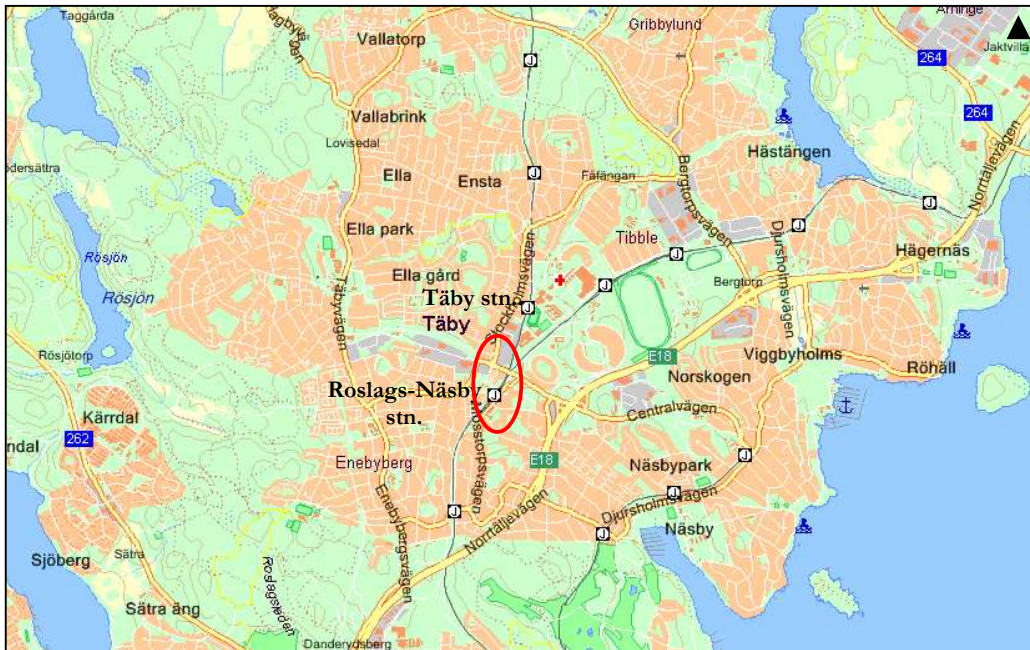 Taggårda
Vallatorp
Gribbylund
Arninge
Jaktvilla
264
264
Vallabrink
Lovisedal
Ella
Ensta
Fåfängan
Hästängen
Bergtorpsvägen
Norrtäljevägen
Ella park
Tibble
Djursholmsvägen
Hägernäs
Rösjön
Rösjön
Ella gård
Täby stn.
Täby
Stockholmsvägen
Täbyvägen
Bergtorp
Rösjötorp
E18
Viggbyholms
Röhäll
Norskogen
Roslags-Näsby
stn.
Kärrdal
Centralvägen
262
Enebyberg
E18
Näsbypark
Enebybergsvägen
Norrtäljevägen
Djursholmsvägen
Näsby
Sjöberg
Sätra
Roslagsleden
Sätra äng
Danderydsberg